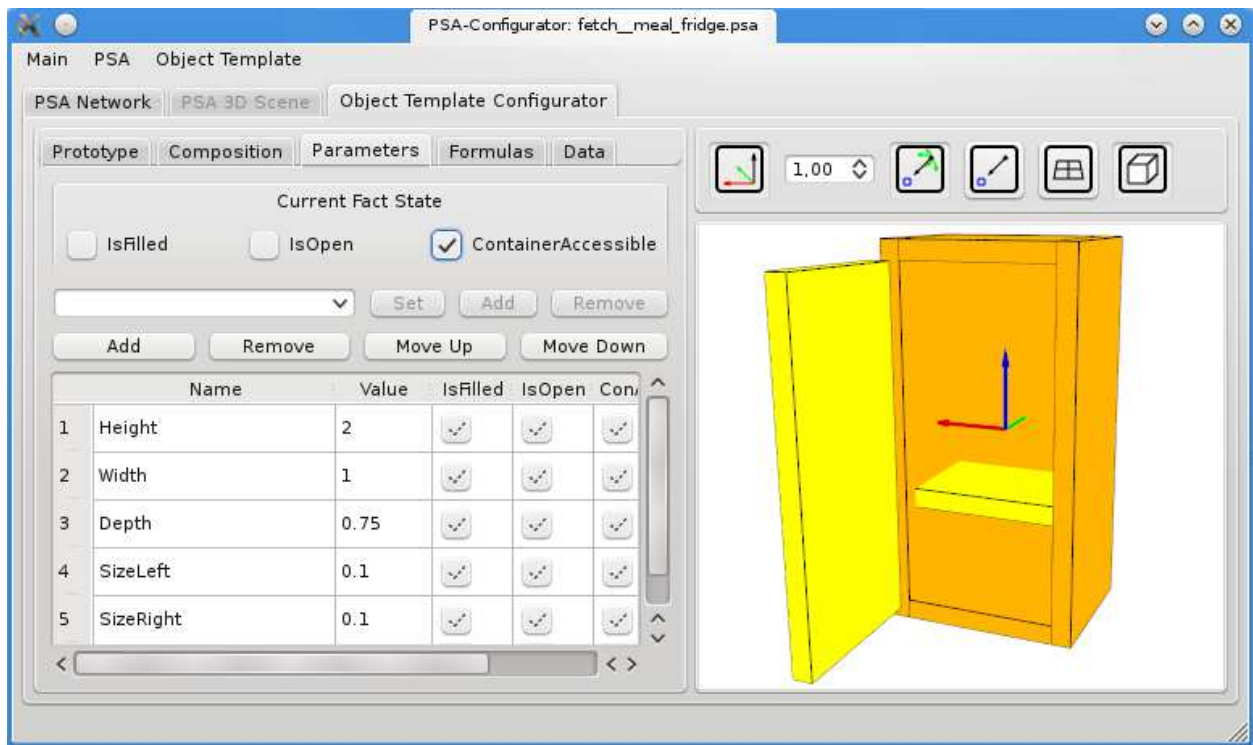 PSA-Configurator: fetch__meal_fridge.psa
Main PSA Object Template
PSA Network PSA 3D Scene Object Template Configurator
Prototype Composition Parameters Formulas Data
1,00
Current Fact State
IsFilled IsOpen ContainerAccessible
Set Add Remove
Add Remove Move Up Move Down
Name Value IsFilled IsOpen ConA
1 Height 2
2 Width 1
3 Depth 0.75
4 SizeLeft 0.1
5 SizeRight 0.1